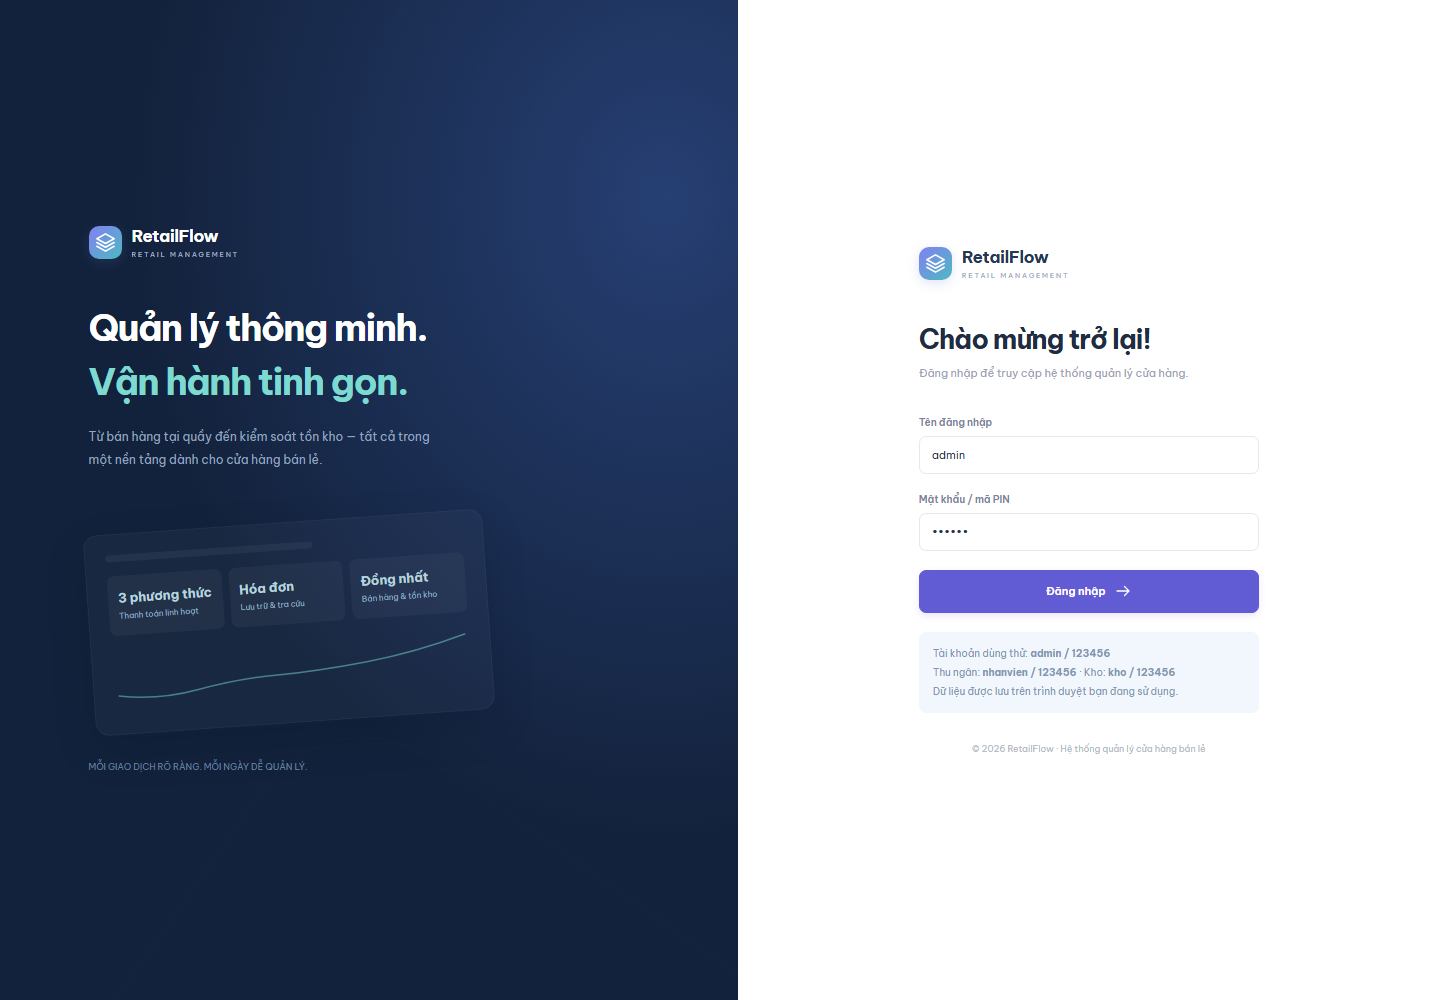 RetailFlow
RETAIL MANAGEMENT
Quản lý thông minh.
Vận hành tinh gọn.
Từ bán hàng tại quầy đến kiểm soát tồn kho — tất cả trong
một nền tảng dành cho cửa hàng bán lẻ.
3 phương thức
Thanh toán linh hoạt
Hóa đơn
Lưu trữ & tra cứu
Đồng nhất
Bán hàng & tồn kho
MỖI GIAO DỊCH RÕ RÀNG. MỖI NGÀY DỄ QUẢN LÝ.
RetailFlow
RETAIL MANAGEMENT
Chào mừng trở lại!
Đăng nhập để truy cập hệ thống quản lý cửa hàng.
Tên đăng nhập
admin
Mật khẩu / mã PIN
••••••
Đăng nhập →
Tài khoản dùng thử: admin / 123456
Thu ngân: nhanvien / 123456 · Kho: kho / 123456
Dữ liệu được lưu trên trình duyệt bạn đang sử dụng.
© 2026 RetailFlow · Hệ thống quản lý cửa hàng bán lẻ